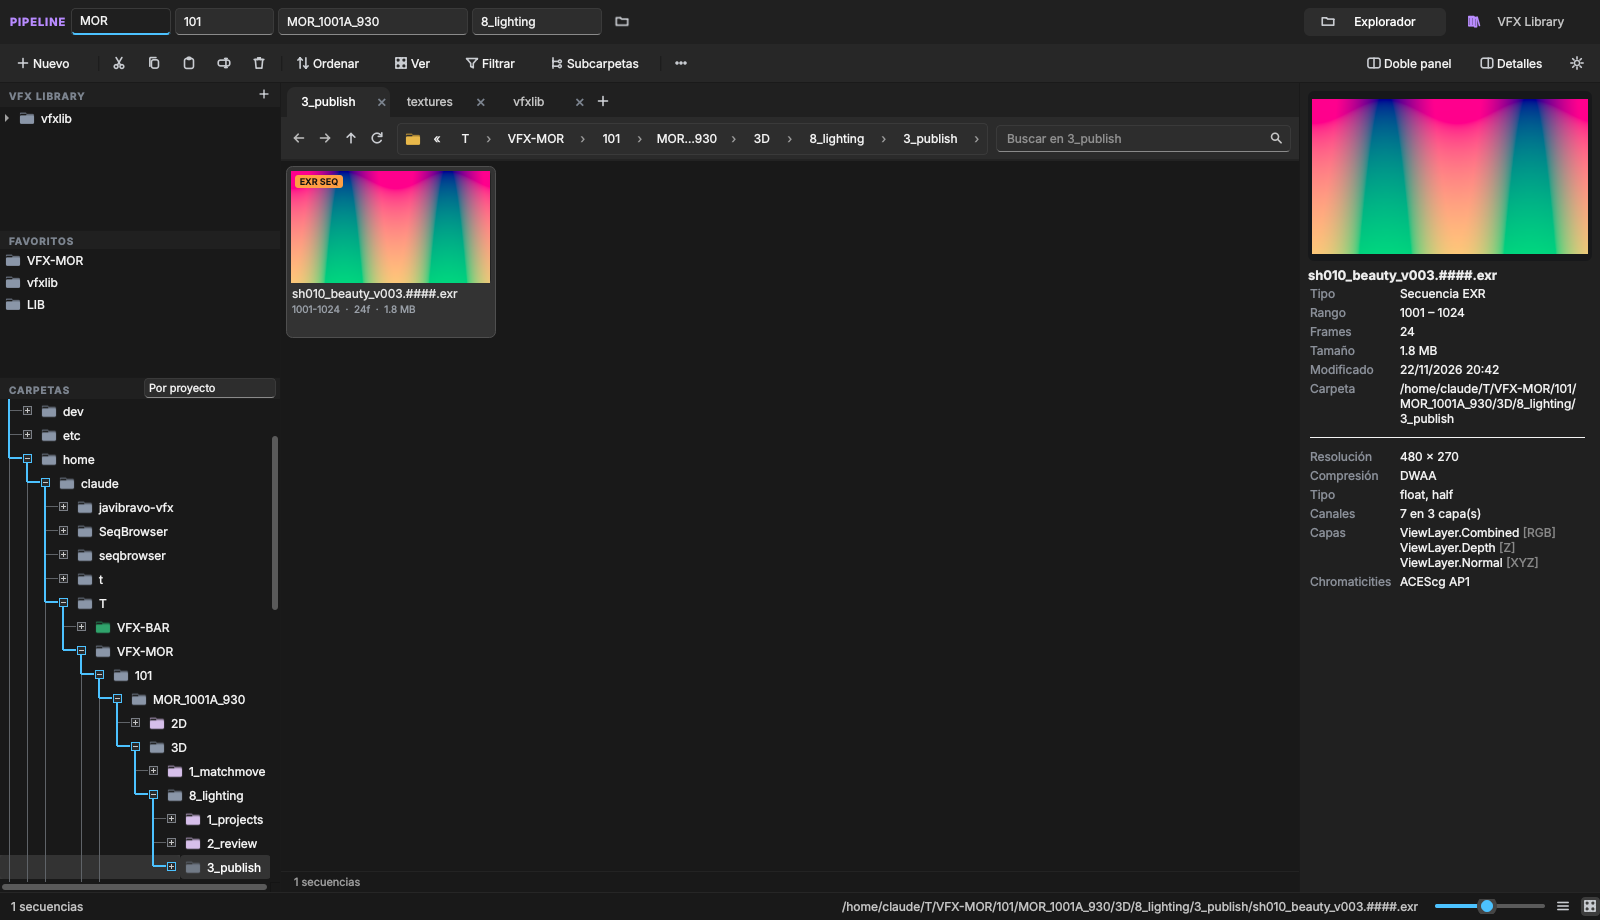 PIPELINE MOR 101 MOR_1001A_930 8_lighting Explorador VFX Library
Nuevo Ordenar Ver Filtrar Subcarpetas ••• Doble panel Detalles
VFX LIBRARY +
vfxlib
FAVORITOS
VFX-MOR
vfxlib
LIB
CARPETAS Por proyecto
dev
etc
home
claude
javibravo-vfx
SeqBrowser
seqbrowser
t
T
VFX-BAR
VFX-MOR
101
MOR_1001A_930
2D
3D
1_matchmove
8_lighting
1_projects
2_review
3_publish
3_publish × textures × vfxlib × +
« T › VFX-MOR › 101 › MOR...930 › 3D › 8_lighting › 3_publish › Buscar en 3_publish
EXR SEQ
sh010_beauty_v003.####.exr
1001-1024 · 24f · 1.8 MB
1 secuencias
sh010_beauty_v003.####.exr
Tipo Secuencia EXR
Rango 1001 – 1024
Frames 24
Tamaño 1.8 MB
Modificado 22/11/2026 20:42
Carpeta /home/claude/T/VFX-MOR/101/
MOR_1001A_930/3D/8_lighting/
3_publish
Resolución 480 × 270
Compresión DWAA
Tipo float, half
Canales 7 en 3 capa(s)
Capas ViewLayer.Combined [RGB]
ViewLayer.Depth [Z]
ViewLayer.Normal [XYZ]
Chromaticities ACEScg AP1
1 secuencias /home/claude/T/VFX-MOR/101/MOR_1001A_930/3D/8_lighting/3_publish/sh010_beauty_v003.####.exr